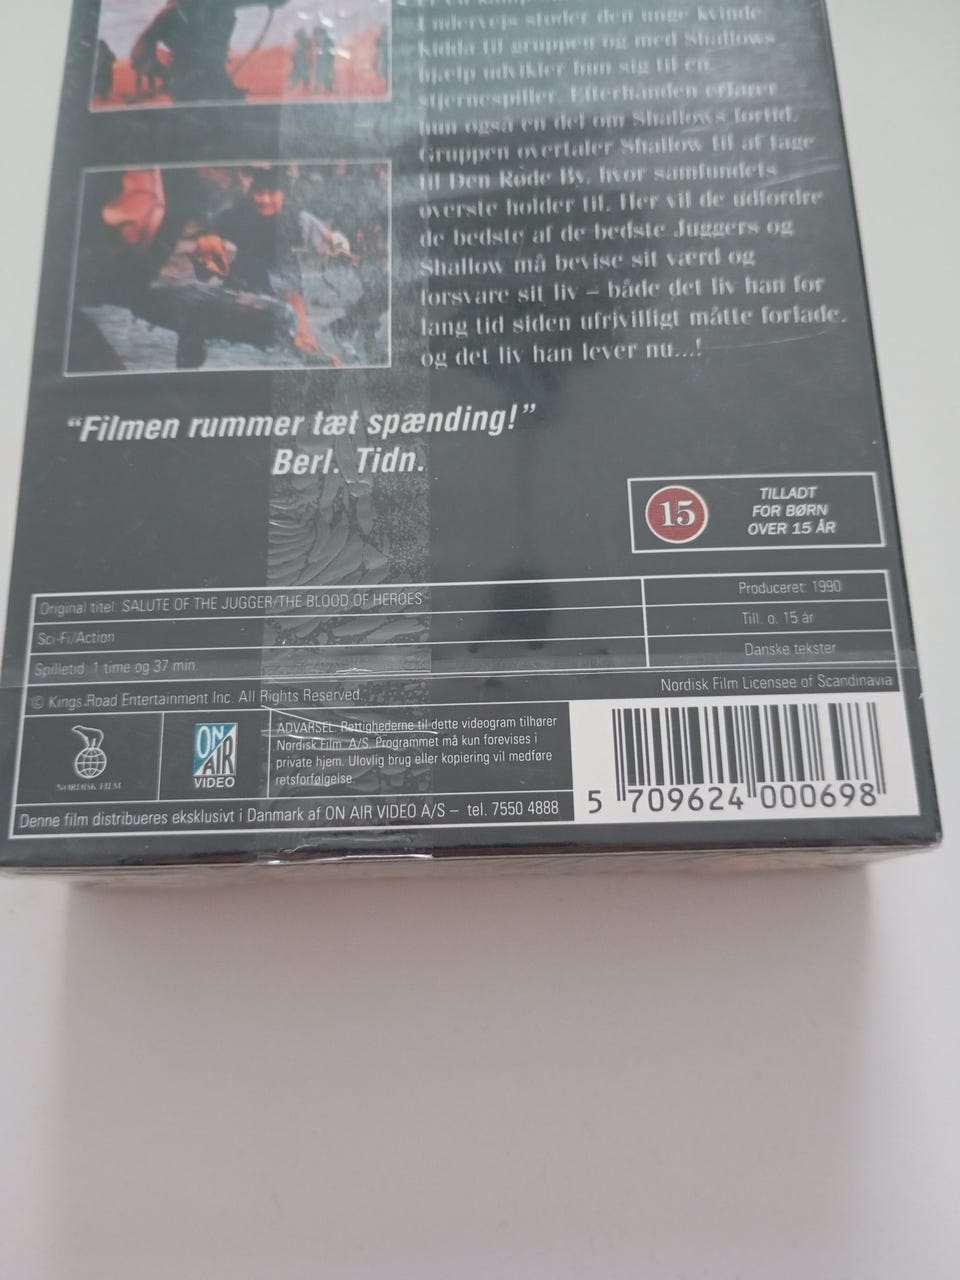 Undervejs støder den unge kvinde
Kidda til gruppen og med Shallows
hjælp udvikler hun sig til en
stjernespiller. Efterhånden erfarer
hun også en del om Shallows fortid.
Gruppen overtaler Shallow til af tage
til Den Røde By, hvor samfundets
øverste holder til. Her vil de udfordre
de bedste af de bedste Juggers og
Shallow må bevise sit værd og
forsvare sit liv – både det liv han for
lang tid siden ufrivilligt måtte forlade,
og det liv han lever nu...!
"Filmen rummer tæt spænding!"
Berl. Tidn.
15
TILLADT
FOR BØRN
OVER 15 ÅR
Original titel: SALUTE OF THE JUGGER/THE BLOOD OF HEROES
Produceret: 1990
Sci-Fi/Action
Till. o. 15 år
Spilletid: 1 time og 37 min.
Danske tekster
© Kings Road Entertainment Inc. All Rights Reserved.
Nordisk Film Licensee of Scandinavia
NORDISK FILM
ON AIR
VIDEO
ADVARSEL: Rettighederne til dette videogram tilhører
Nordisk Film A/S. Programmet må kun forevises i
private hjem. Ulovlig brug eller kopiering vil medføre
retsforfølgelse.
5 709624 000698
Denne film distribueres eksklusivt i Danmark af ON AIR VIDEO A/S – tel. 7550 4888